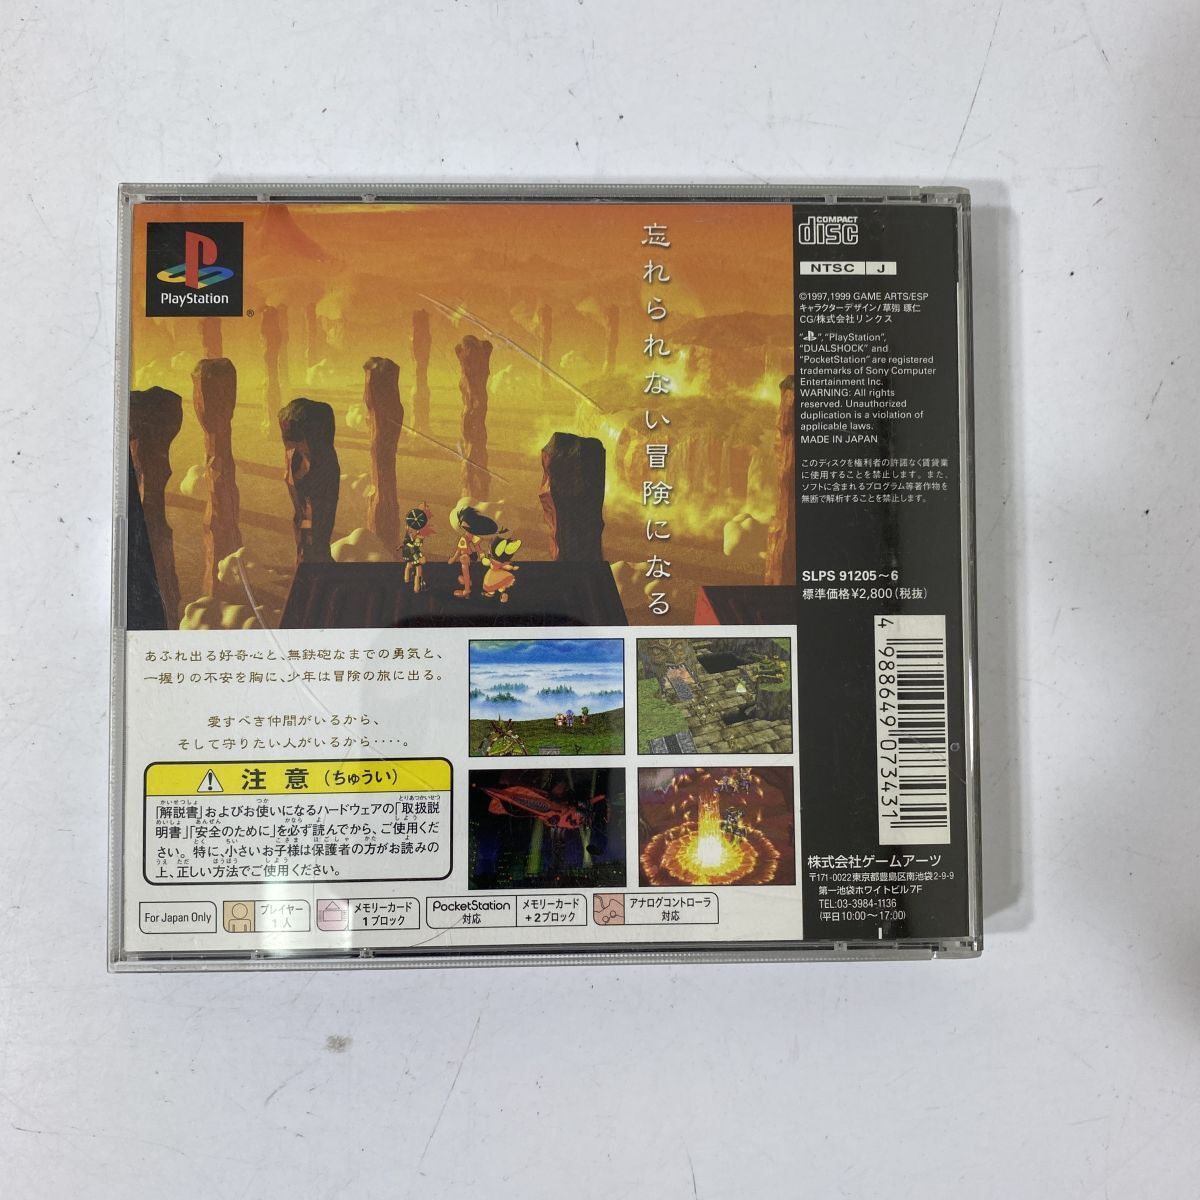 PlayStation
®
忘れられない冒険になる
COMPACT
disc
NTSC J
©1997,1999 GAME ARTS/ESP
キャラクターデザイン/草彅 琢仁
CG/株式会社リンクス
" ", "PlayStation",
"DUALSHOCK" and
"PocketStation" are registered
trademarks of Sony Computer
Entertainment Inc.
WARNING: All rights
reserved. Unauthorized
duplication is a violation of
applicable laws.
MADE IN JAPAN
このディスクを権利者の許諾なく賃貸業
に使用することを禁止します。また、
ソフトに含まれるプログラム等著作物を
無断で解析することを禁止します。
SLPS 91205~6
標準価格¥2,800(税抜)
4 988649 073431
株式会社ゲームアーツ
〒171-0022東京都豊島区南池袋2-9-9
第一池袋ホワイトビル7F
TEL:03-3984-1136
(平日10:00〜17:00)
あふれ出る好奇心と、無鉄砲なまでの勇気と、
一握りの不安を胸に、少年は冒険の旅に出る。
愛すべき仲間がいるから、
そして守りたい人がいるから・・・・。
注意(ちゅうい)
「解説書」およびお使いになるハードウェアの「取扱説
明書」「安全のために」を必ず読んでから、ご使用くだ
さい。特に、小さいお子様は保護者の方がお読みの
上、正しい方法でご使用ください。
For Japan Only
プレイヤー
1人
メモリーカード
1ブロック
PocketStation
対応
メモリーカード
+2ブロック
アナログコントローラ
対応